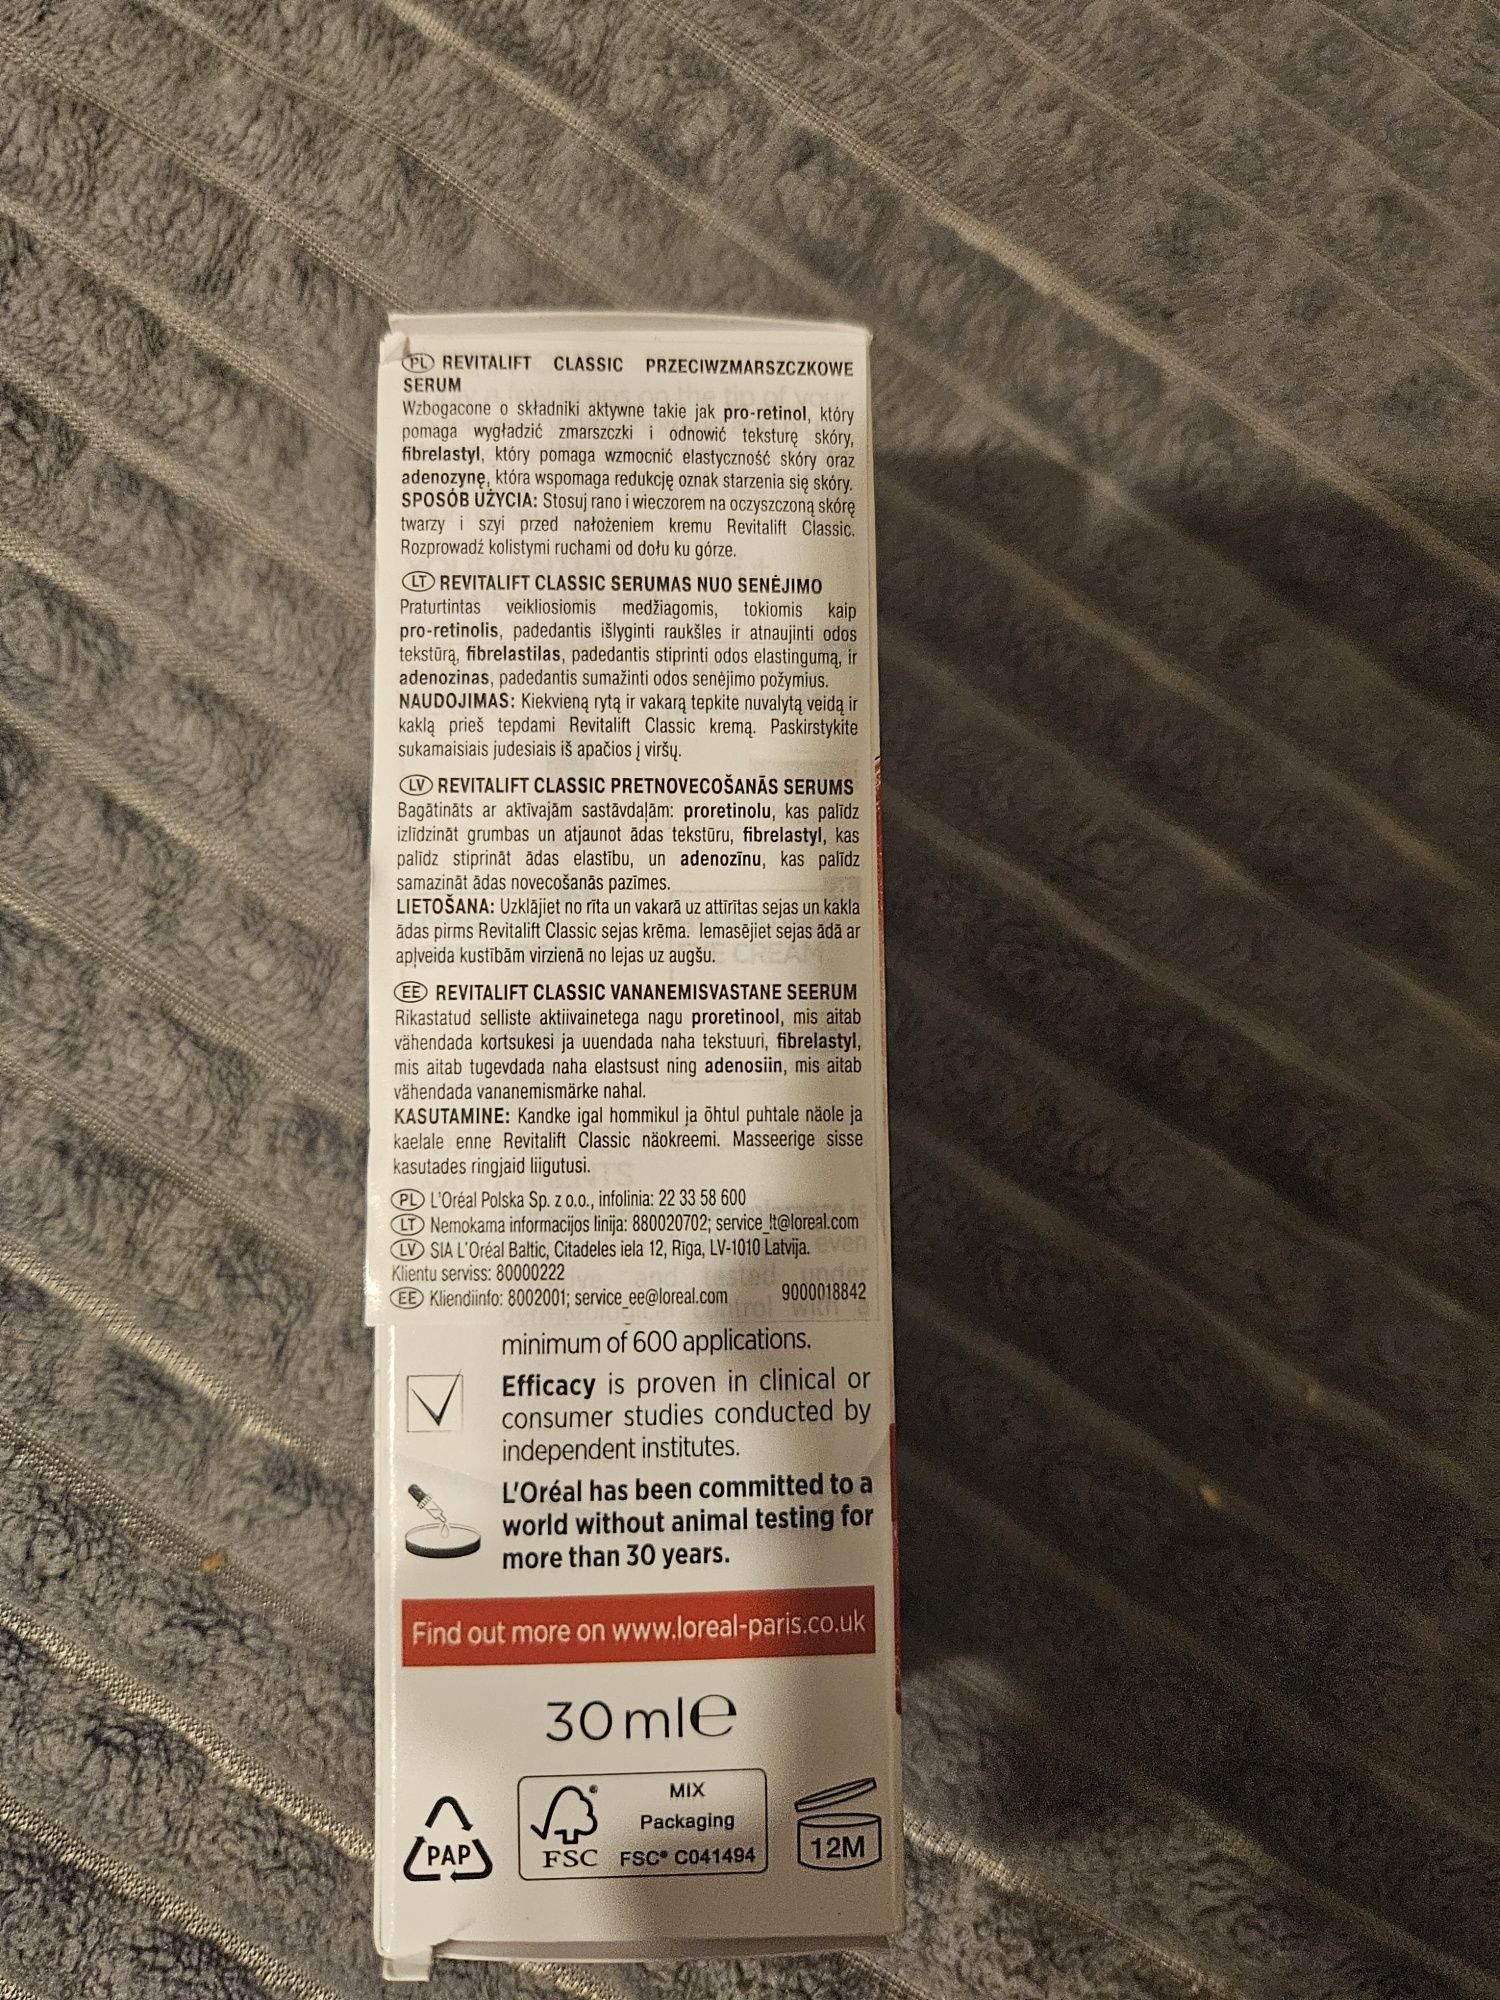 PL REVITALIFT CLASSIC PRZECIWZMARSZCZKOWE
SERUM
Wzbogacone o składniki aktywne takie jak pro-retinol, który
pomaga wygładzić zmarszczki i odnowić teksturę skóry,
fibrelastyl, który pomaga wzmocnić elastyczność skóry oraz
adenozynę, która wspomaga redukcję oznak starzenia się skóry.
SPOSÓB UŻYCIA: Stosuj rano i wieczorem na oczyszczoną skórę
twarzy i szyi przed nałożeniem kremu Revitalift Classic.
Rozprowadź kolistymi ruchami od dołu ku górze.
LT REVITALIFT CLASSIC SERUMAS NUO SENĖJIMO
Praturtintas veikliosiomis medžiagomis, tokiomis kaip
pro-retinolis, padedantis išlyginti raukšles ir atnaujinti odos
tekstūrą, fibrelastilas, padedantis stiprinti odos elastingumą, ir
adenozinas, padedantis sumažinti odos senėjimo požymius.
NAUDOJIMAS: Kiekvieną rytą ir vakarą tepkite nuvalytą veidą ir
kaklą prieš tepdami Revitalift Classic kremą. Paskirstykite
sukamaisiais judesiais iš apačios į viršų.
LV REVITALIFT CLASSIC PRETNOVECOŠANĀS SERUMS
Bagātināts ar aktīvajām sastāvdaļām: proretinolu, kas palīdz
izlīdzināt grumbas un atjaunot ādas tekstūru, fibrelastyl, kas
palīdz stiprināt ādas elastību, un adenozīnu, kas palīdz
samazināt ādas novecošanās pazīmes.
LIETOŠANA: Uzklājiet no rīta un vakarā uz attīrītas sejas un kakla
ādas pirms Revitalift Classic sejas krēma. Iemasējiet sejas ādā ar
apļveida kustībām virzienā no lejas uz augšu.
EE REVITALIFT CLASSIC VANANEMISVASTANE SEERUM
Rikastatud selliste aktiivainetega nagu proretinool, mis aitab
vähendada kortsukesi ja uuendada naha tekstuuri, fibrelastyl,
mis aitab tugevdada naha elastsust ning adenosiin, mis aitab
vähendada vananemismärke nahal.
KASUTAMINE: Kandke igal hommikul ja õhtul puhtale näole ja
kaelale enne Revitalift Classic näokreemi. Masseerige sisse
kasutades ringjaid liigutusi.
PL L'Oréal Polska Sp. z o.o., infolinia: 22 33 58 600
LT Nemokama informacijos linija: 880020702; service_lt@loreal.com
LV SIA L'Oréal Baltic, Citadeles iela 12, Rīga, LV-1010 Latvija.
Klientu serviss: 80000222
EE Kliendiinfo: 8002001; service_ee@loreal.com 9000018842
minimum of 600 applications.
Efficacy is proven in clinical or
consumer studies conducted by
independent institutes.
L'Oréal has been committed to a
world without animal testing for
more than 30 years.
Find out more on www.loreal-paris.co.uk
30 ml e
PAP
FSC
MIX
Packaging
FSC® C041494
12M